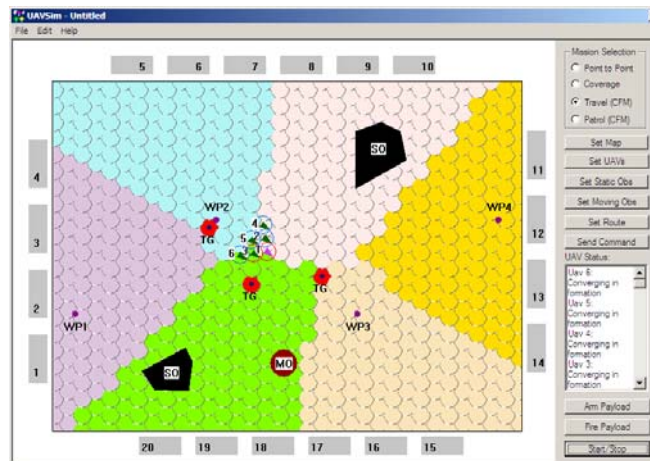 UAVSim - Untitled
File Edit Help
5 6 7 8 9 10
4
3
2
1
11
12
13
14
20 19 18 17 16 15
SO
WP2
TG
4
5 2
6 3 1
WP4
TG
TG
WP1
WP3
SO
MO
Mission Selection
Point to Point
Coverage
Travel (CFM)
Patrol (CFM)
Set Map
Set UAVs
Set Static Obs
Set Moving Obs
Set Route
Send Command
UAV Status:
Uav 6:
Converging in
formation
Uav 5:
Converging in
formation
Uav 4:
Converging in
formation
Uav 3:
Converging in
formation
Arm Payload
Fire Payload
Start/Stop